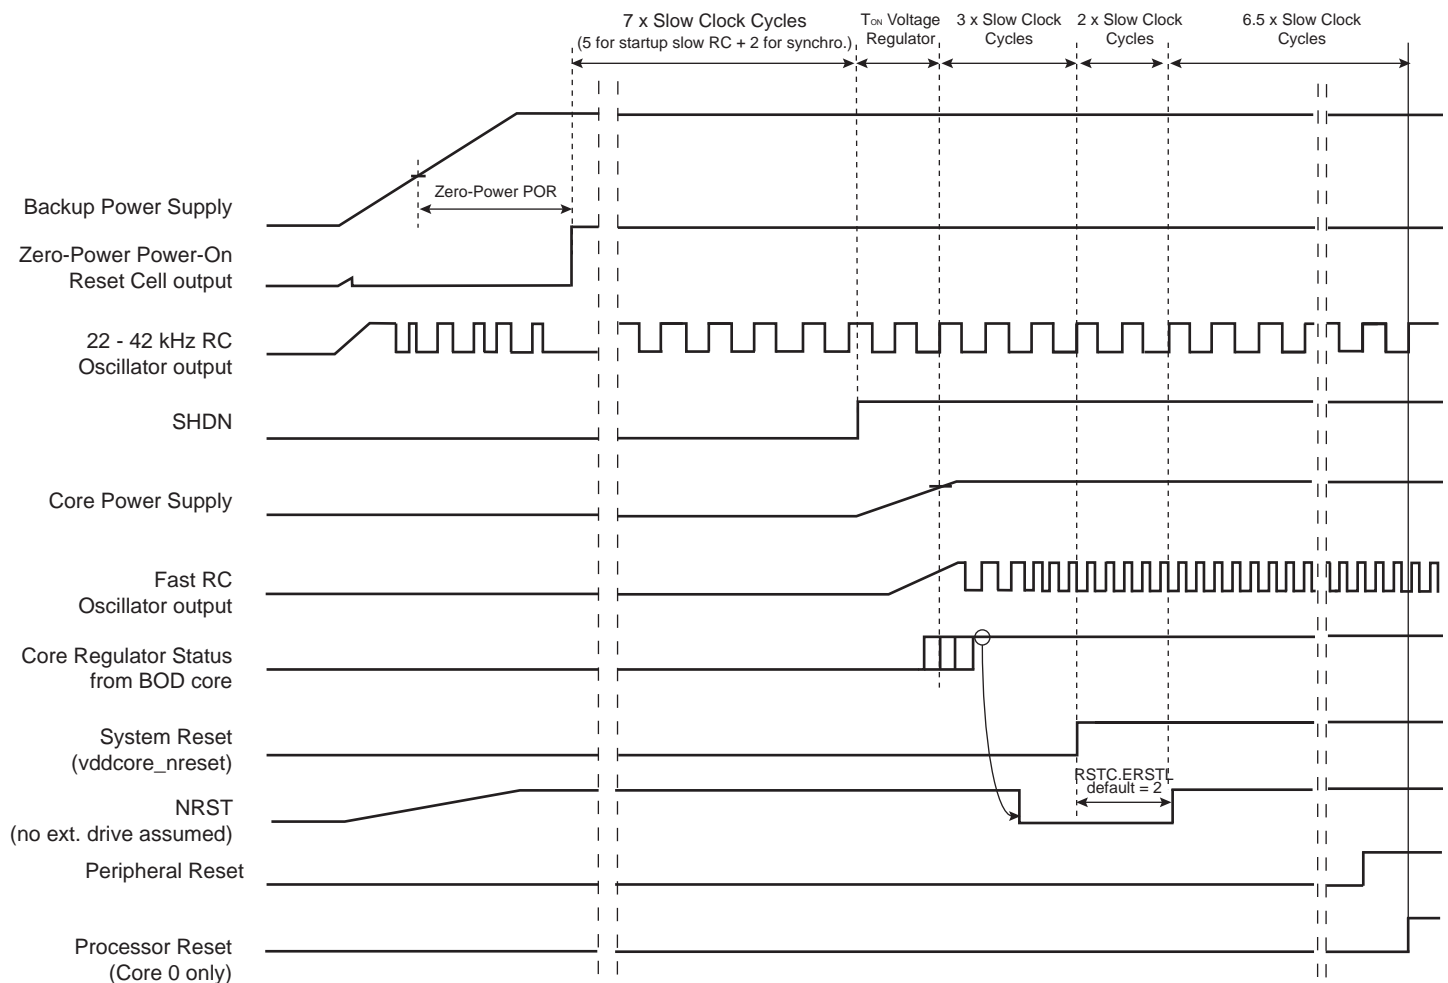 7 x Slow Clock Cycles
(5 for startup slow RC + 2 for synchro.)
TON Voltage
Regulator
3 x Slow Clock
Cycles
2 x Slow Clock
Cycles
6.5 x Slow Clock
Cycles
Zero-Power POR
Backup Power Supply
Zero-Power Power-On
Reset Cell output
22 - 42 kHz RC
Oscillator output
SHDN
Core Power Supply
Fast RC
Oscillator output
Core Regulator Status
from BOD core
System Reset
(vddcore_nreset)
RSTC.ERSTL
default = 2
NRST
(no ext. drive assumed)
Peripheral Reset
Processor Reset
(Core 0 only)